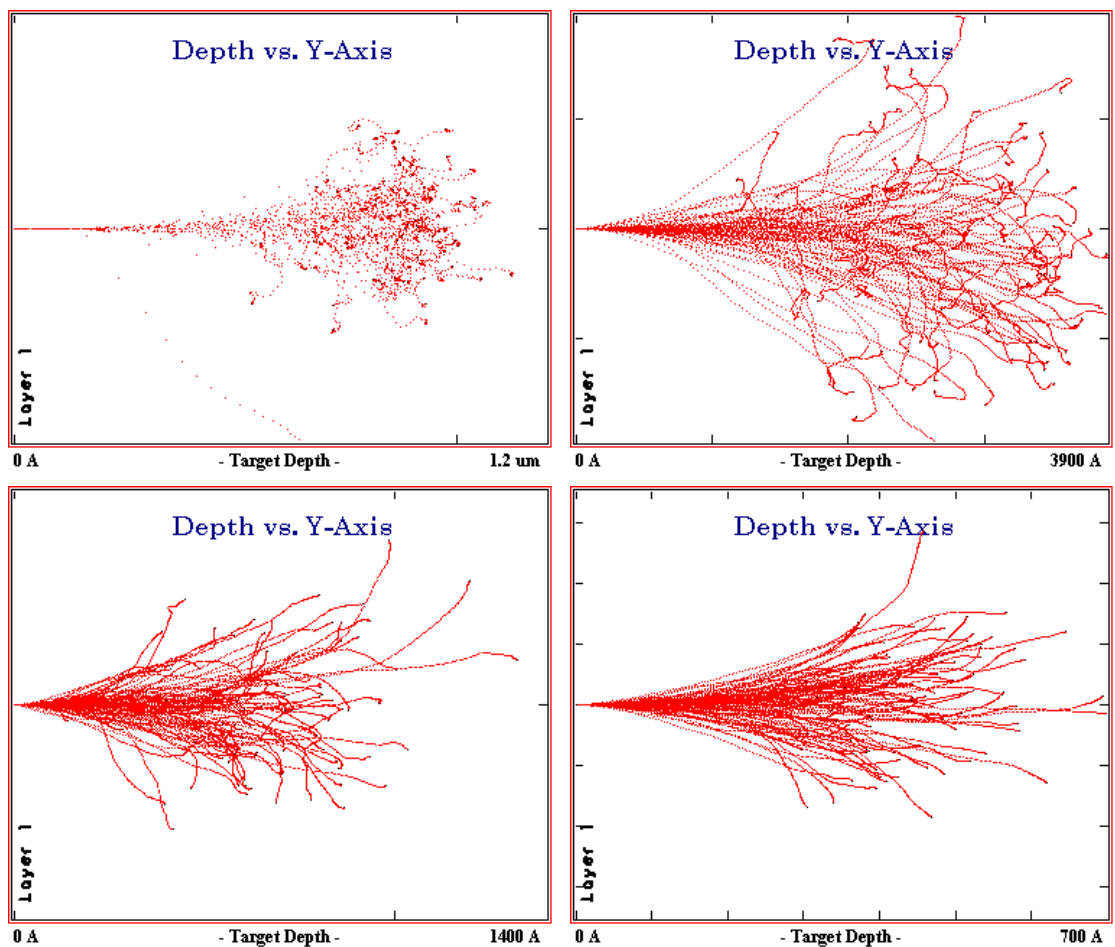 Depth vs. Y-Axis
Layer 1
0 A - Target Depth - 1.2 um
Depth vs. Y-Axis
Layer 1
0 A - Target Depth - 3900 A
Depth vs. Y-Axis
Layer 1
0 A - Target Depth - 1400 A
Depth vs. Y-Axis
Layer 1
0 A - Target Depth - 700 A